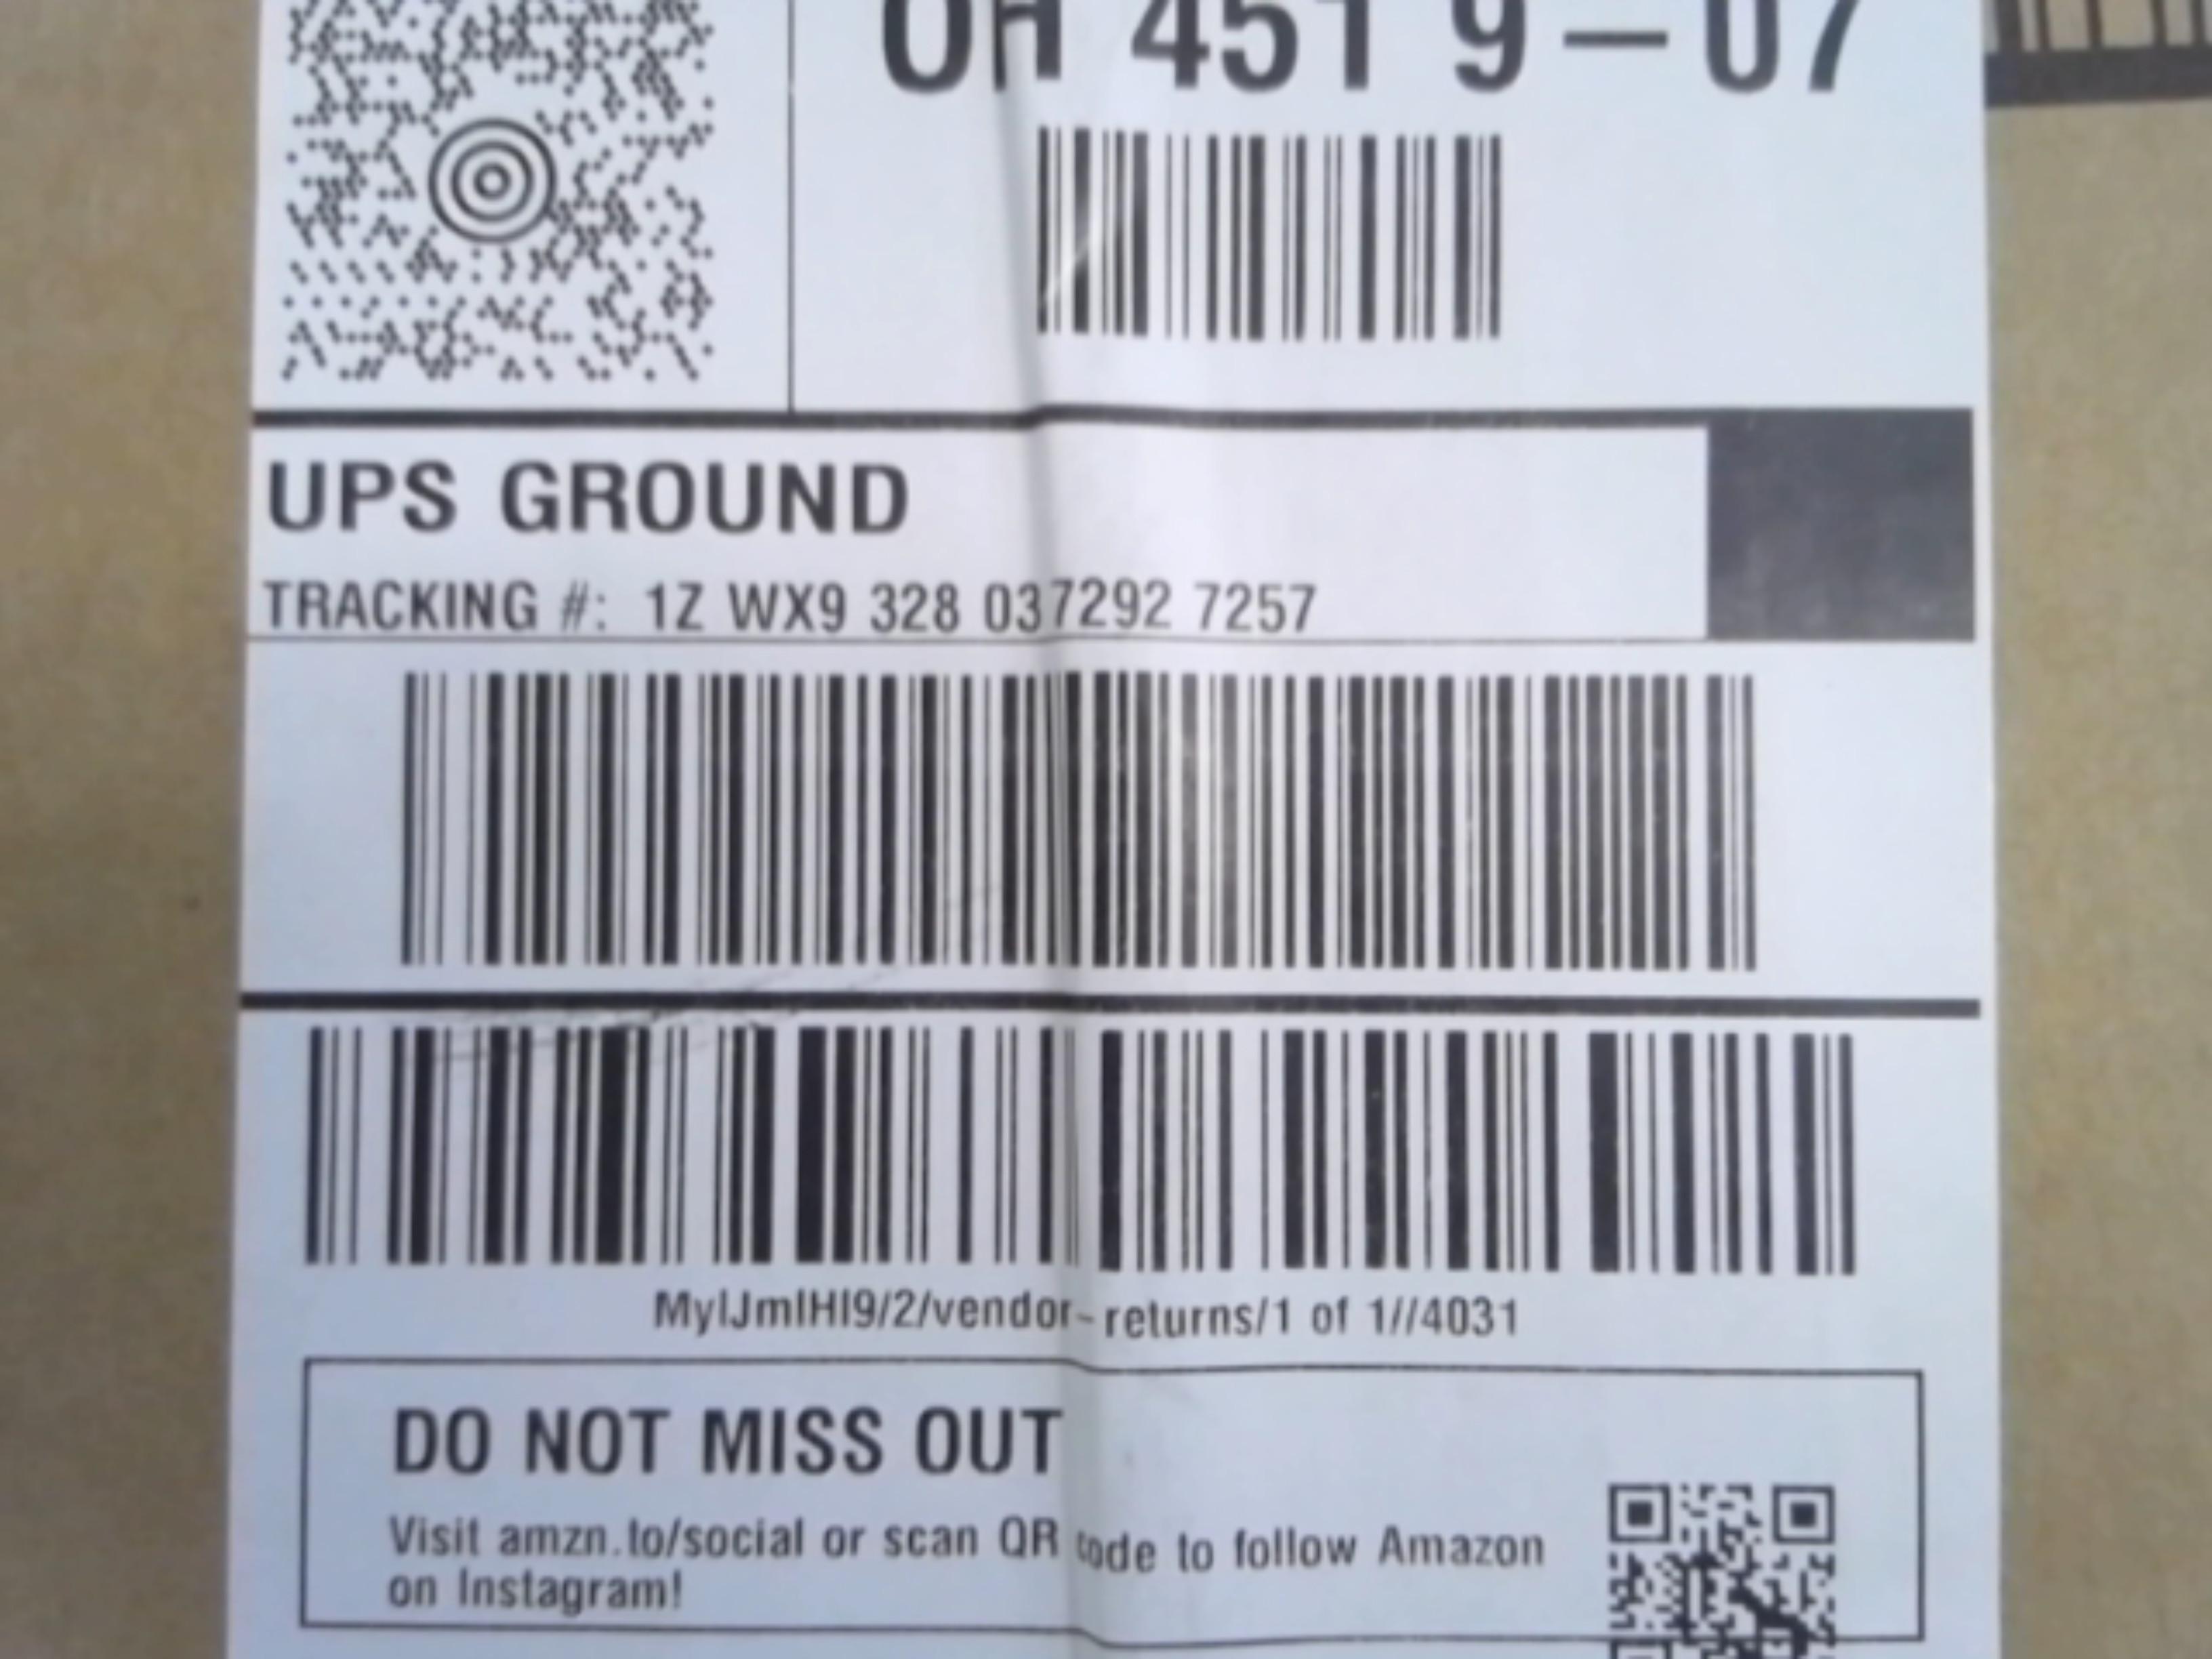 OH 451 9-07
UPS GROUND
TRACKING #: 1Z WX9 328 037292 7257
MylJmlHl9/2/vendor-returns/1 of 1//4031
DO NOT MISS OUT
Visit amzn.to/social or scan QR code to follow Amazon
on Instagram!